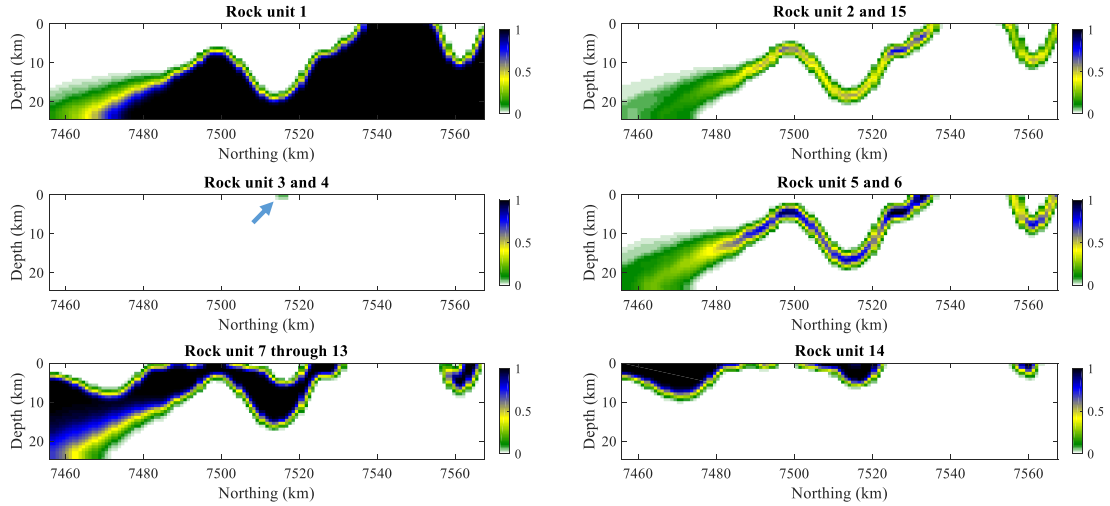 Rock unit 1
0
10
20
Depth (km)
7460 7480 7500 7520 7540 7560
Northing (km)
1
0.5
0
Rock unit 2 and 15
0
10
20
Depth (km)
7460 7480 7500 7520 7540 7560
Northing (km)
1
0.5
0
Rock unit 3 and 4
0
10
20
Depth (km)
7460 7480 7500 7520 7540 7560
Northing (km)
1
0.5
0
Rock unit 5 and 6
0
10
20
Depth (km)
7460 7480 7500 7520 7540 7560
Northing (km)
1
0.5
0
Rock unit 7 through 13
0
10
20
Depth (km)
7460 7480 7500 7520 7540 7560
Northing (km)
1
0.5
0
Rock unit 14
0
10
20
Depth (km)
7460 7480 7500 7520 7540 7560
Northing (km)
1
0.5
0